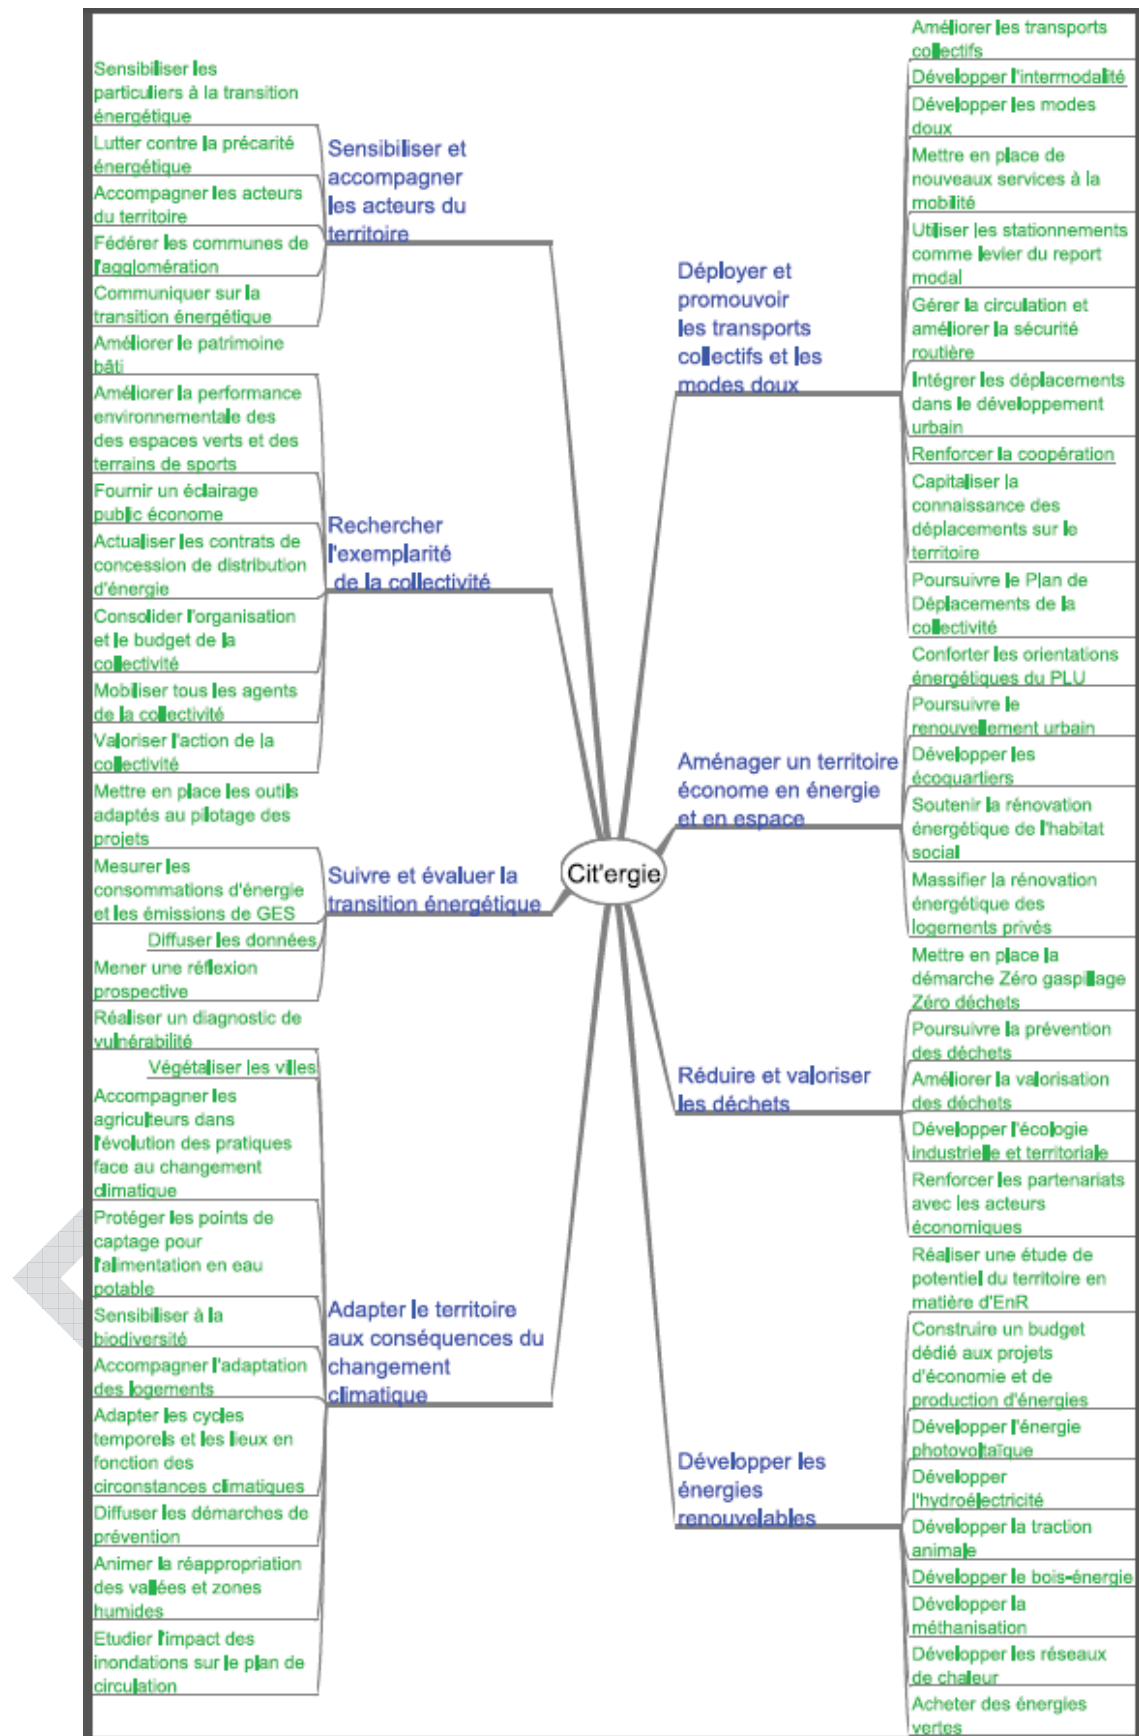 Sensibiliser les
particuliers à la transition
énergétique
Lutter contre la précarité
énergétique
Accompagner les acteurs
du territoire
Fédérer les communes de
l'agglomération
Communiquer sur la
transition énergétique
Sensibiliser et
accompagner
les acteurs du
territoire
Améliorer le patrimoine
bâti
Améliorer la performance
environnementale des
des espaces verts et des
terrains de sports
Fournir un éclairage
public économe
Actualiser les contrats de
concession de distribution
d'énergie
Consolider l'organisation
et le budget de la
collectivité
Mobiliser tous les agents
de la collectivité
Valoriser l'action de la
collectivité
Rechercher
l'exemplarité
de la collectivité
Mettre en place les outils
adaptés au pilotage des
projets
Mesurer les
consommations d'énergie
et les émissions de GES
Diffuser les données
Mener une réflexion
prospective
Suivre et évaluer la
transition énergétique
Réaliser un diagnostic de
vulnérabilité
Végétaliser les villes
Accompagner les
agriculteurs dans
l'évolution des pratiques
face au changement
climatique
Protéger les points de
captage pour
l'alimentation en eau
potable
Sensibiliser à la
biodiversité
Accompagner l'adaptation
des logements
Adapter les cycles
temporels et les lieux en
fonction des
circonstances climatiques
Diffuser les démarches de
prévention
Animer la réappropriation
des vallées et zones
humides
Etudier l'impact des
inondations sur le plan de
circulation
Adapter le territoire
aux conséquences du
changement
climatique
Cit'ergie
Déployer et
promouvoir
les transports
collectifs et les
modes doux
Améliorer les transports
collectifs
Développer l'intermodalité
Développer les modes
doux
Mettre en place de
nouveaux services à la
mobilité
Utiliser les stationnements
comme levier du report
modal
Gérer la circulation et
améliorer la sécurité
routière
Intégrer les déplacements
dans le développement
urbain
Renforcer la coopération
Capitaliser la
connaissance des
déplacements sur le
territoire
Poursuivre le Plan de
Déplacements de la
collectivité
Aménager un territoire
économe en énergie
et en espace
Conforter les orientations
énergétiques du PLU
Poursuivre le
renouvellement urbain
Développer les
écoquartiers
Soutenir la rénovation
énergétique de l'habitat
social
Massifier la rénovation
énergétique des
logements privés
Réduire et valoriser
les déchets
Mettre en place la
démarche Zéro gaspillage
Zéro déchets
Poursuivre la prévention
des déchets
Améliorer la valorisation
des déchets
Développer l'écologie
industrielle et territoriale
Renforcer les partenariats
avec les acteurs
économiques
Développer les
énergies
renouvelables
Réaliser une étude de
potentiel du territoire en
matière d'EnR
Construire un budget
dédié aux projets
d'économie et de
production d'énergies
Développer l'énergie
photovoltaïque
Développer
l'hydroélectricité
Développer la traction
animale
Développer le bois-énergie
Développer la
méthanisation
Développer les réseaux
de chaleur
Acheter des énergies
vertes